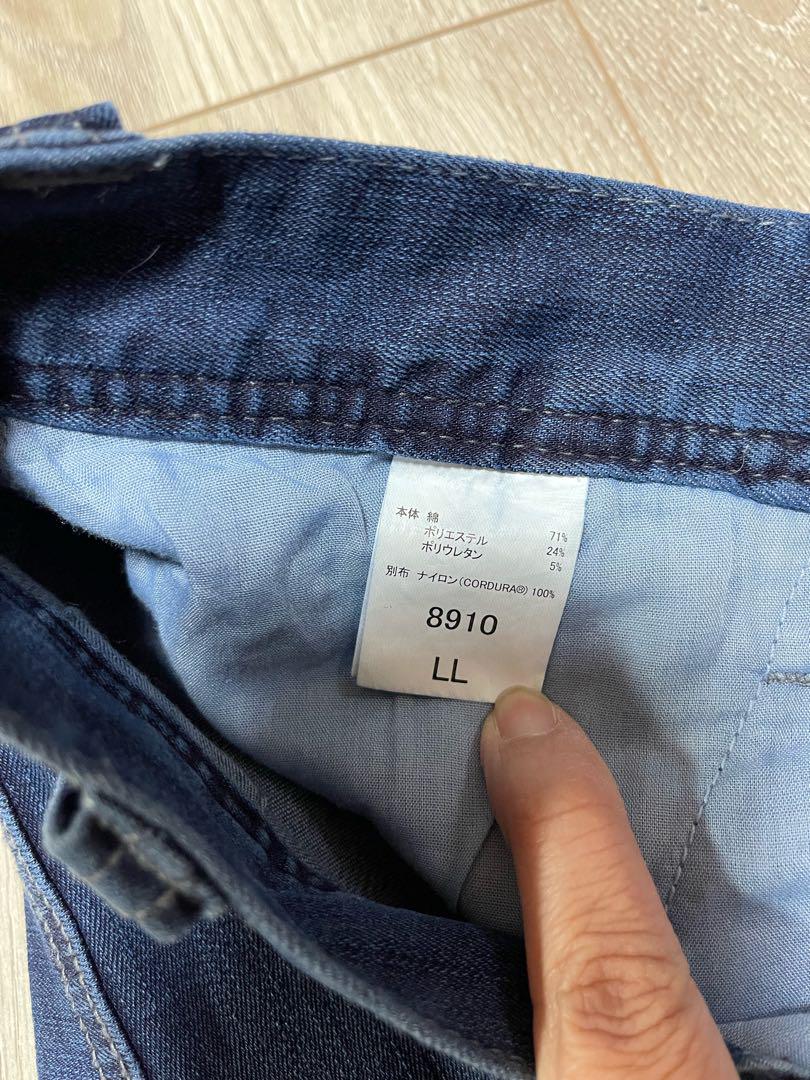 本体 綿 71%
ポリエステル 24%
ポリウレタン 5%
別布 ナイロン(CORDURA®) 100%
8910
LL